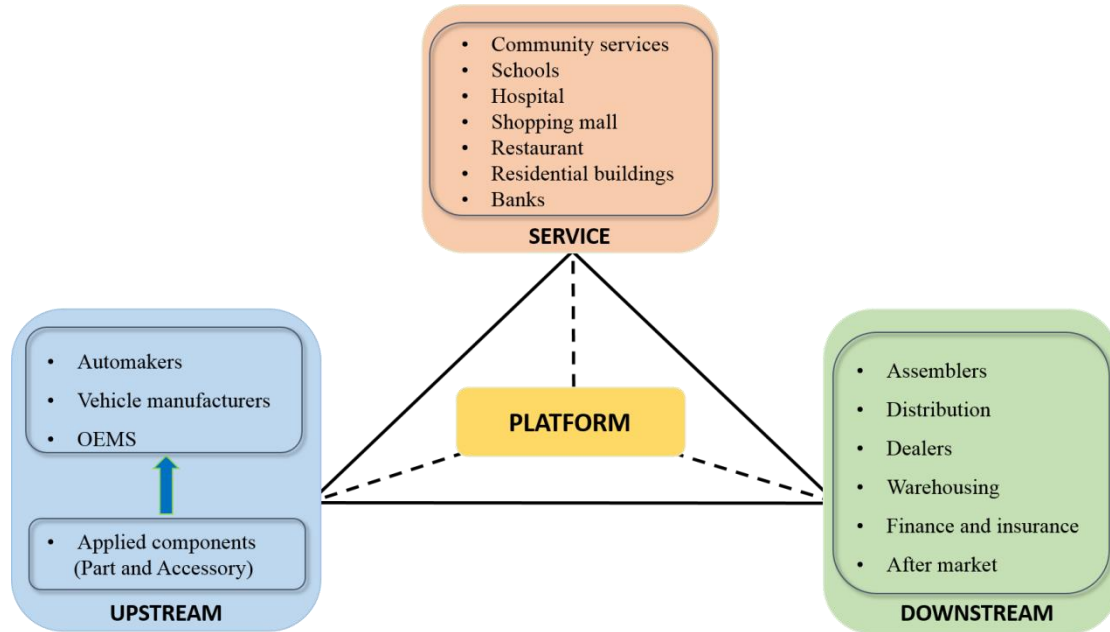 • Community services
• Schools
• Hospital
• Shopping mall
• Restaurant
• Residential buildings
• Banks
SERVICE
• Automakers
• Vehicle manufacturers
• OEMS
• Applied components
(Part and Accessory)
UPSTREAM
PLATFORM
• Assemblers
• Distribution
• Dealers
• Warehousing
• Finance and insurance
• After market
DOWNSTREAM